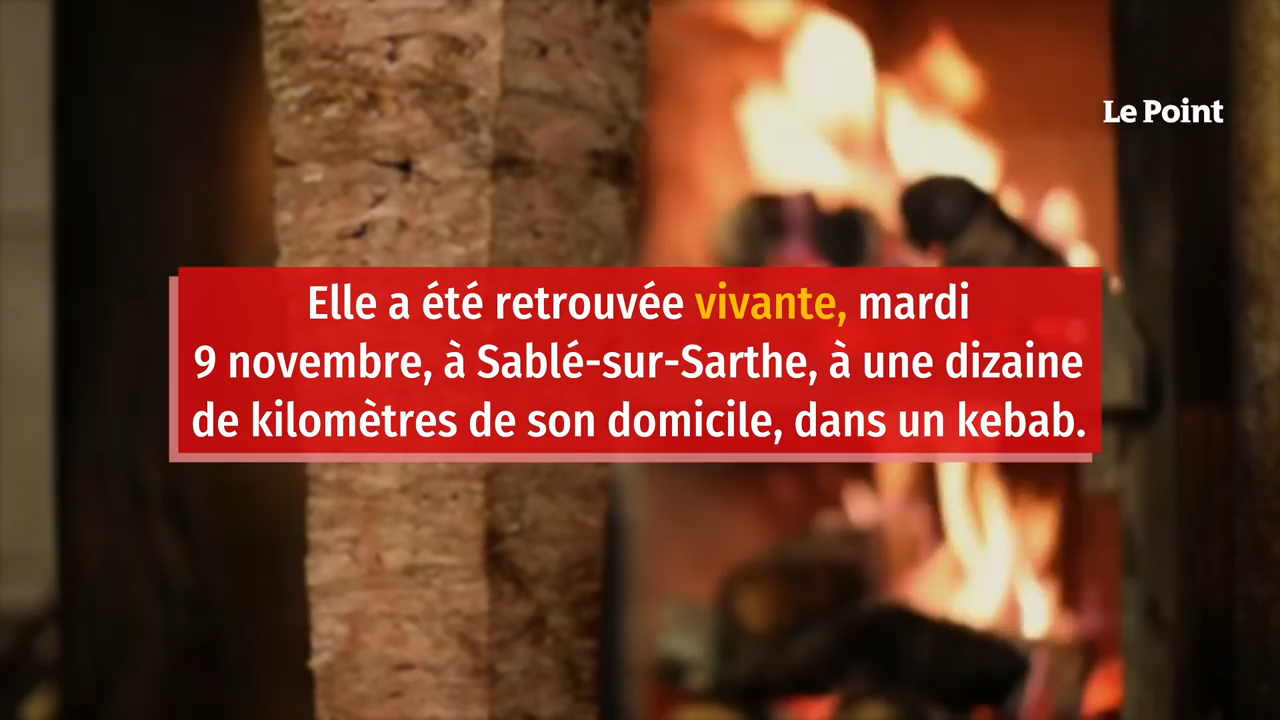 Le Point
Elle a été retrouvée vivante, mardi
9 novembre, à Sablé-sur-Sarthe, à une dizaine
de kilomètres de son domicile, dans un kebab.